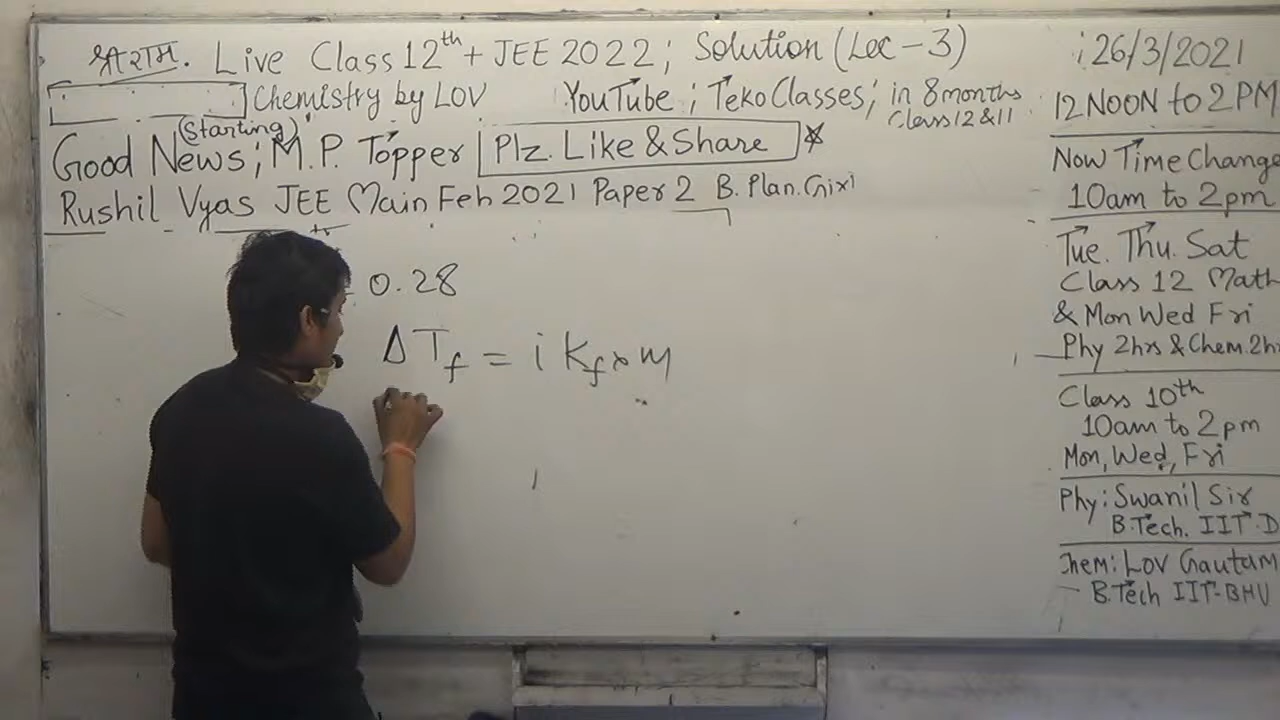 श्री राम. Live Class 12th + JEE 2022; Solution (Lec - 3)
Chemistry by LOV YouTube; TekoClasses; in 8 months
Class 12 & 11
(Starting)
Good News; M.P. Topper Plz. Like & Share
Rushil Vyas JEE Main Feb 2021 Paper 2 B. Plan.
0.28
ΔTf = i Kf × m
26/3/2021
12 NOON to 2 PM
Now Time Change
10am to 2pm
Tue. Thu. Sat
Class 12 Math
& Mon Wed Fri
Phy 2hrs & Chem. 2h
Class 10th
10am to 2pm
Mon, Wed, Fri
Phy: Swanil Sir
B.Tech. IIT-D
Chem: Lov Gautam
B.Tech IIT-BHU